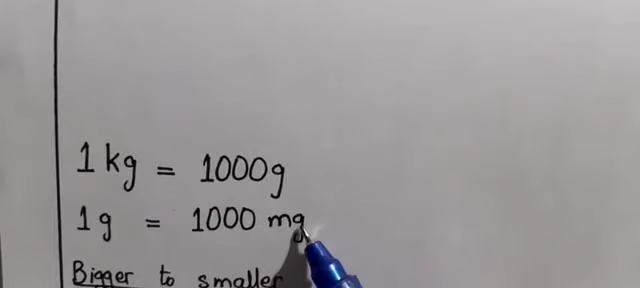 1 kg = 1000g
1 g = 1000 mg
Bigger to smaller